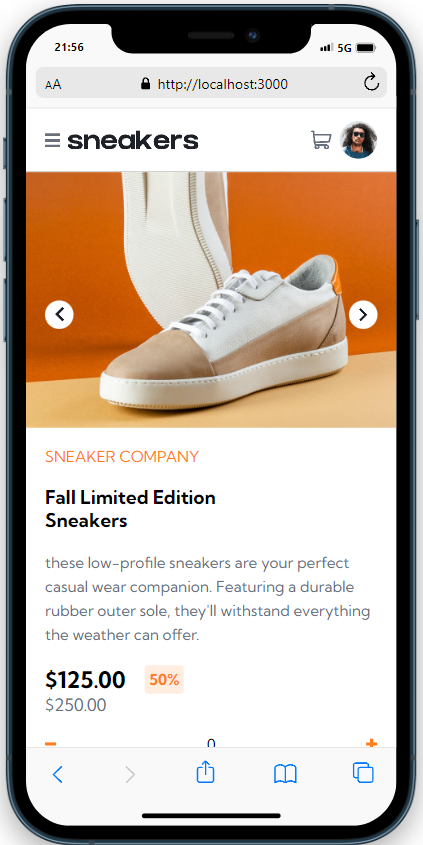 21:56
5G
AA
http://localhost:3000
sneakers
SNEAKER COMPANY
Fall Limited Edition
Sneakers
these low-profile sneakers are your perfect
casual wear companion. Featuring a durable
rubber outer sole, they'll withstand everything
the weather can offer.
$125.00 50%
$250.00
- 0 +